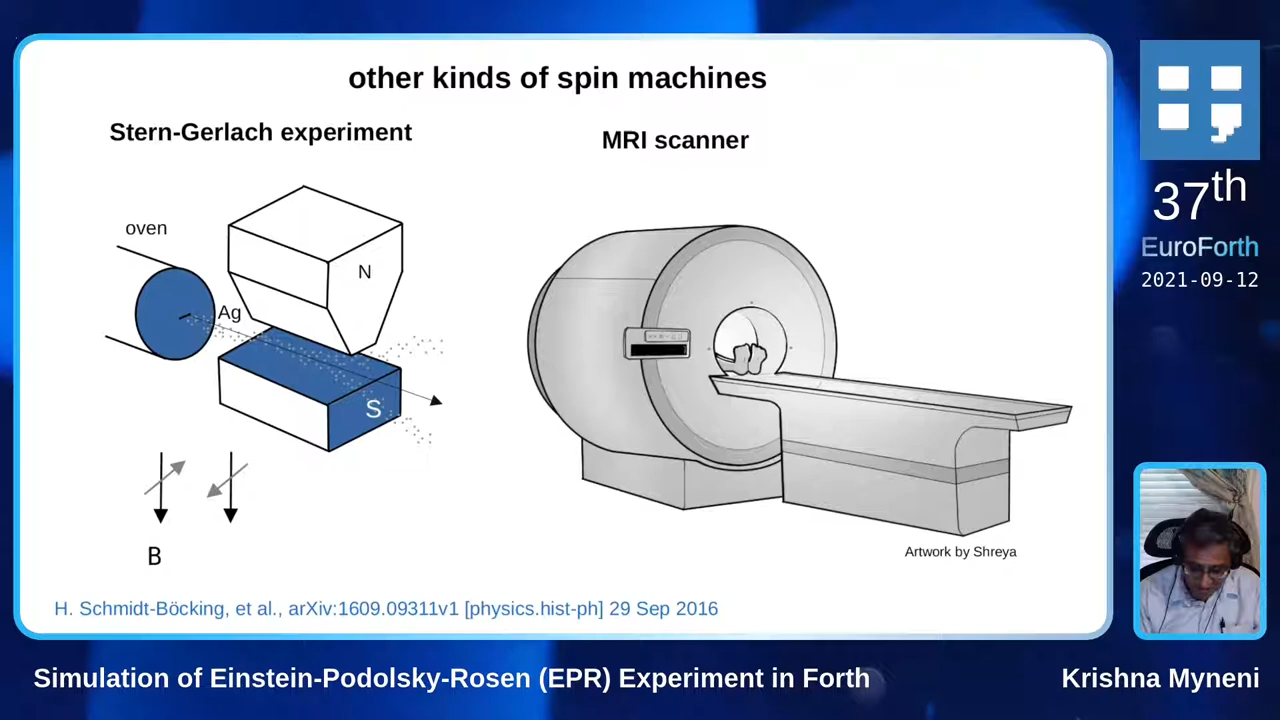 other kinds of spin machines
Stern-Gerlach experiment
MRI scanner
oven
N
Ag
S
B
Artwork by Shreya
H. Schmidt-Böcking, et al., arXiv:1609.09311v1 [physics.hist-ph] 29 Sep 2016
37th
EuroForth
2021-09-12
Simulation of Einstein-Podolsky-Rosen (EPR) Experiment in Forth
Krishna Myneni